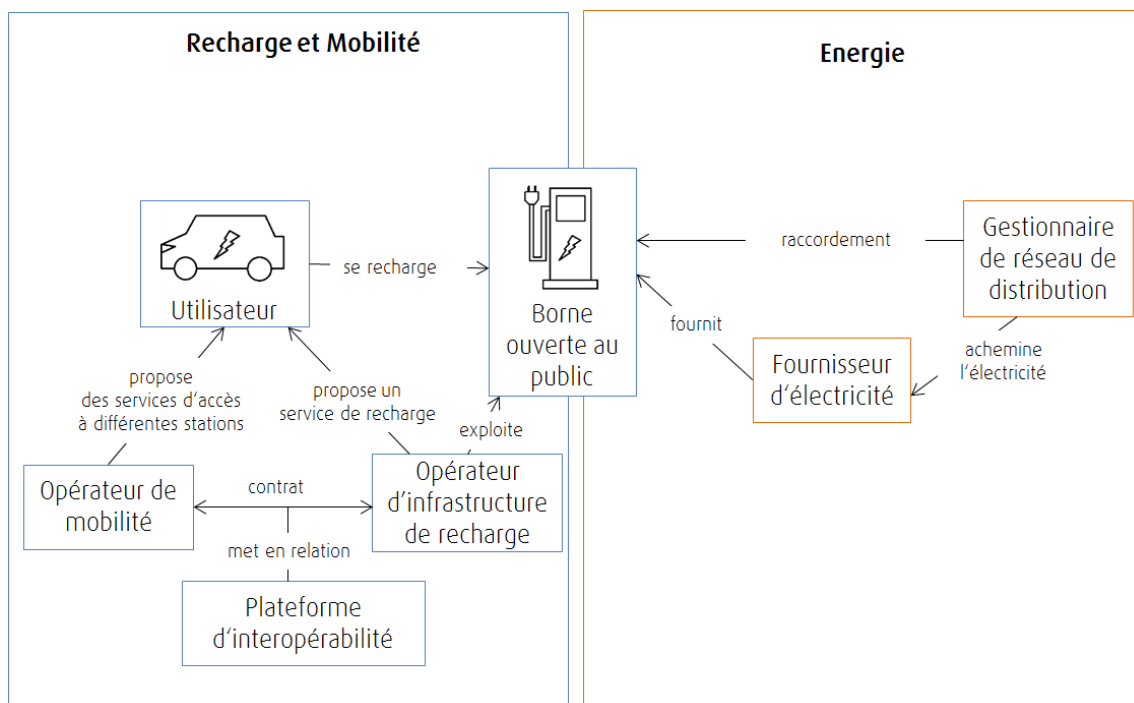 Recharge et Mobilité
Energie
Utilisateur
se recharge
Borne
ouverte au
public
raccordement
Gestionnaire
de réseau de
distribution
fournit
achemine
l'électricité
Fournisseur
d'électricité
propose
des services d'accès
à différentes stations
propose un
service de recharge
exploite
Opérateur de
mobilité
contrat
Opérateur
d'infrastructure
de recharge
met en relation
Plateforme
d'interopérabilité